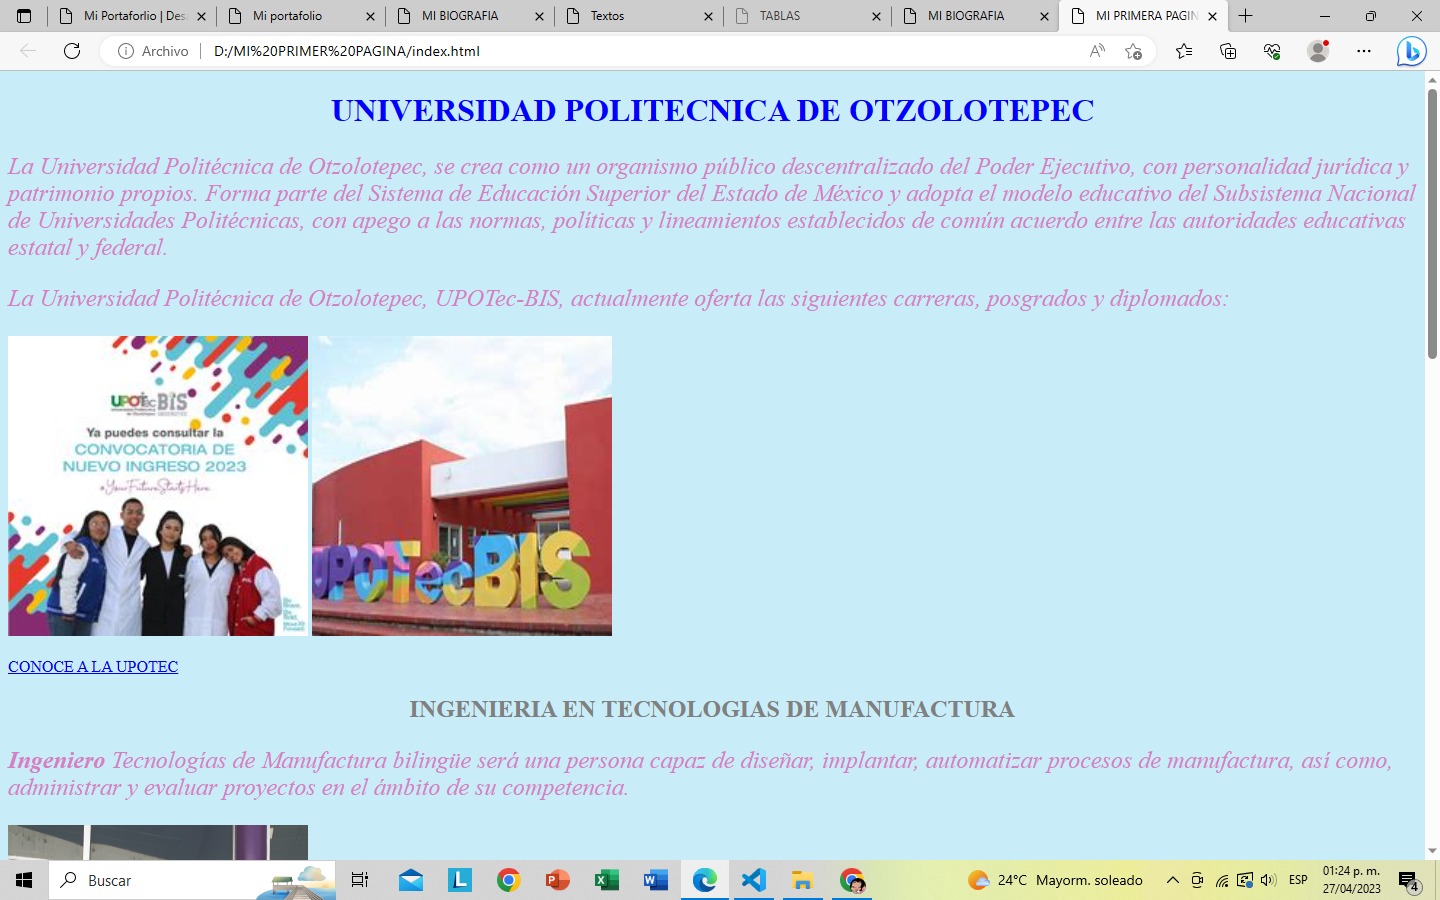 Mi Portaforlio | Desa
Mi portafolio
MI BIOGRAFIA
Textos
TABLAS
MI BIOGRAFIA
MI PRIMERA PAGIN
Archivo
D:/MI%20PRIMER%20PAGINA/index.html
UNIVERSIDAD POLITECNICA DE OTZOLOTEPEC
La Universidad Politécnica de Otzolotepec, se crea como un organismo público descentralizado del Poder Ejecutivo, con personalidad jurídica y
patrimonio propios. Forma parte del Sistema de Educación Superior del Estado de México y adopta el modelo educativo del Subsistema Nacional
de Universidades Politécnicas, con apego a las normas, políticas y lineamientos establecidos de común acuerdo entre las autoridades educativas
estatal y federal.
La Universidad Politécnica de Otzolotepec, UPOTec-BIS, actualmente oferta las siguientes carreras, posgrados y diplomados:
UPOTec BIS
Ya puedes consultar la
CONVOCATORIA DE
NUEVO INGRESO 2023
#YourFutureStartsHere
UPOTecBIS
CONOCE A LA UPOTEC
INGENIERIA EN TECNOLOGIAS DE MANUFACTURA
Ingeniero Tecnologías de Manufactura bilingüe será una persona capaz de diseñar, implantar, automatizar procesos de manufactura, así como,
administrar y evaluar proyectos en el ámbito de su competencia.
Buscar
24°C Mayorm. soleado
ESP
01:24 p. m.
27/04/2023
4